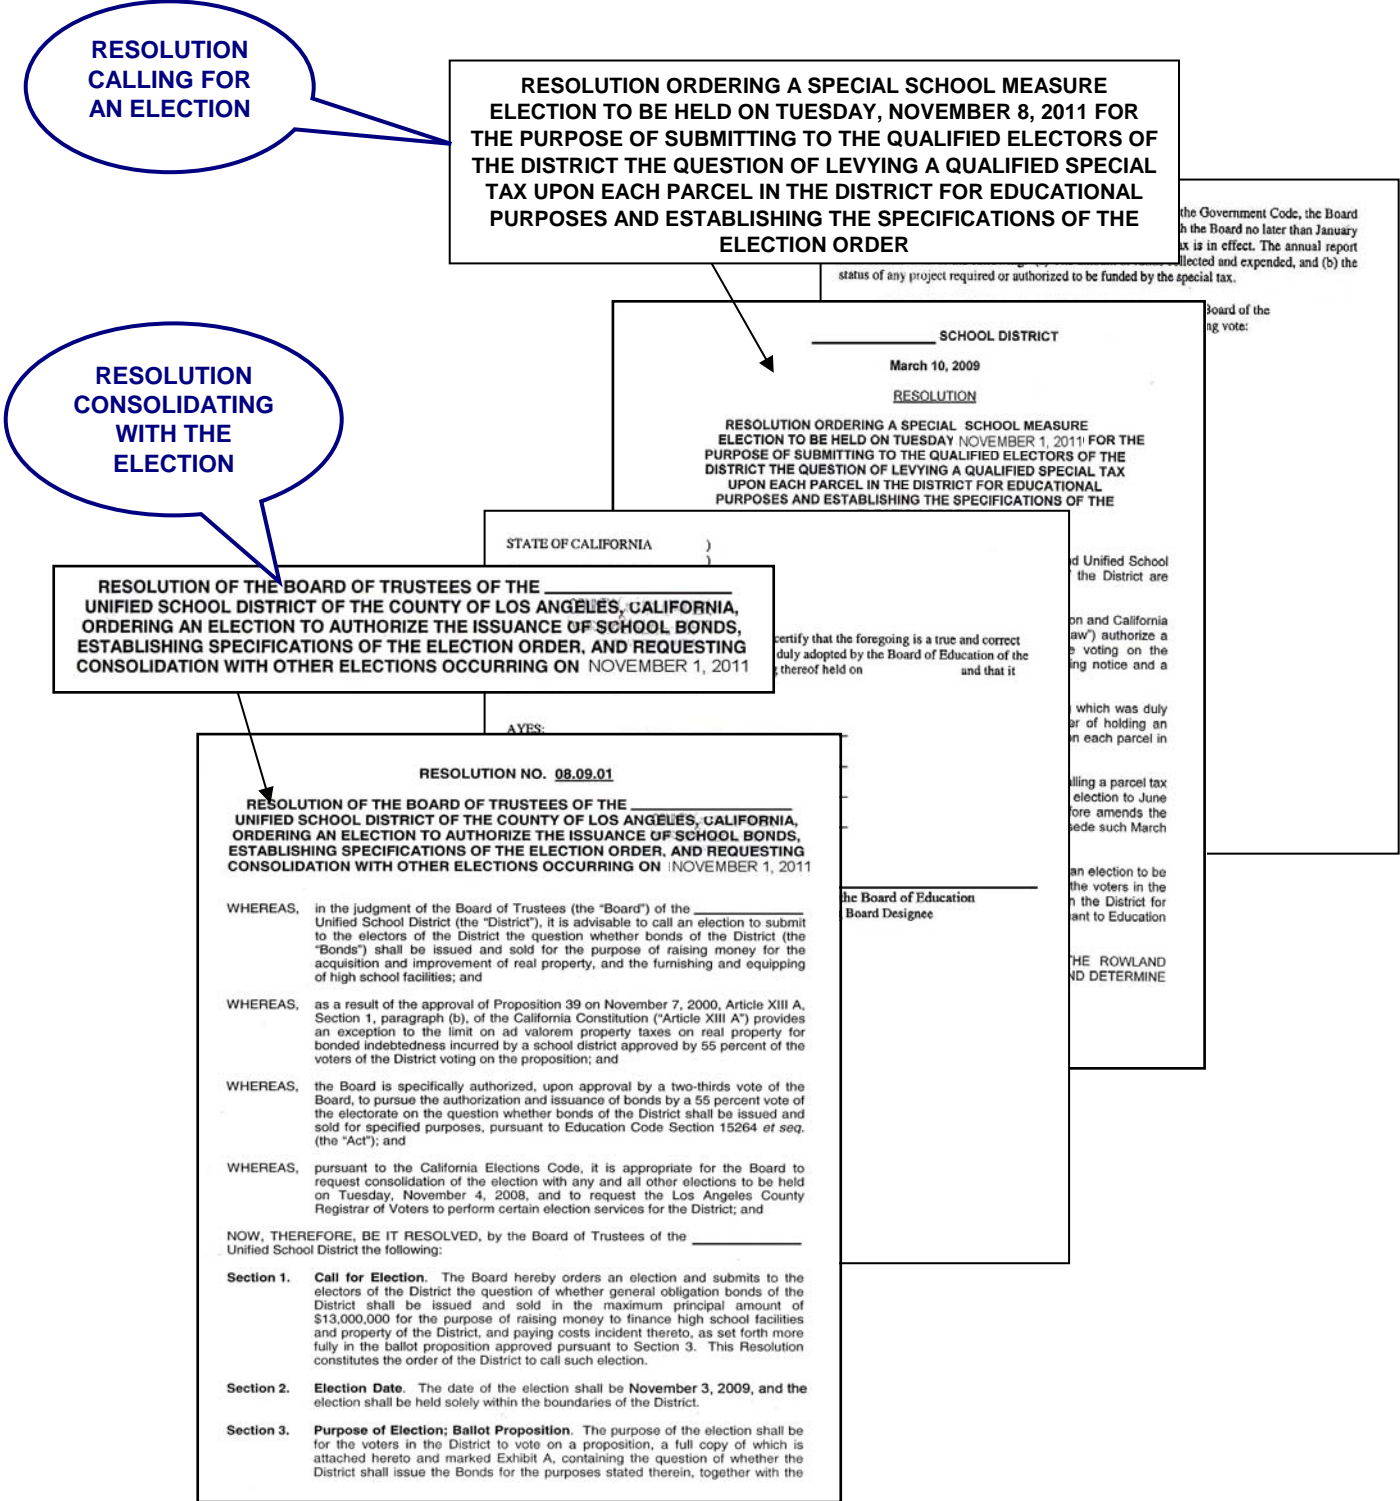 RESOLUTION
CALLING FOR
AN ELECTION
RESOLUTION ORDERING A SPECIAL SCHOOL MEASURE
ELECTION TO BE HELD ON TUESDAY, NOVEMBER 8, 2011 FOR
THE PURPOSE OF SUBMITTING TO THE QUALIFIED ELECTORS OF
THE DISTRICT THE QUESTION OF LEVYING A QUALIFIED SPECIAL
TAX UPON EACH PARCEL IN THE DISTRICT FOR EDUCATIONAL
PURPOSES AND ESTABLISHING THE SPECIFICATIONS OF THE
ELECTION ORDER
the Government Code, the Board
h the Board no later than January
x is in effect. The annual report
llected and expended, and (b) the
status of any project required or authorized to be funded by the special tax.
Board of the
ng vote:
SCHOOL DISTRICT
March 10, 2009
RESOLUTION
RESOLUTION ORDERING A SPECIAL SCHOOL MEASURE
ELECTION TO BE HELD ON TUESDAY NOVEMBER 1, 2011 FOR THE
PURPOSE OF SUBMITTING TO THE QUALIFIED ELECTORS OF THE
DISTRICT THE QUESTION OF LEVYING A QUALIFIED SPECIAL TAX
UPON EACH PARCEL IN THE DISTRICT FOR EDUCATIONAL
PURPOSES AND ESTABLISHING THE SPECIFICATIONS OF THE
d Unified School
the District are
on and California
aw") authorize a
voting on the
ing notice and a
which was duly
er of holding an
n each parcel in
lling a parcel tax
election to June
fore amends the
sede such March
an election to be
the voters in the
n the District for
ant to Education
HE ROWLAND
ND DETERMINE
RESOLUTION
CONSOLIDATING
WITH THE
ELECTION
STATE OF CALIFORNIA )
)
certify that the foregoing is a true and correct
duly adopted by the Board of Education of the
thereof held on and that it
AYES:
the Board of Education
Board Designee
RESOLUTION OF THE BOARD OF TRUSTEES OF THE
UNIFIED SCHOOL DISTRICT OF THE COUNTY OF LOS ANGELES, CALIFORNIA,
ORDERING AN ELECTION TO AUTHORIZE THE ISSUANCE OF SCHOOL BONDS,
ESTABLISHING SPECIFICATIONS OF THE ELECTION ORDER, AND REQUESTING
CONSOLIDATION WITH OTHER ELECTIONS OCCURRING ON NOVEMBER 1, 2011
RESOLUTION NO. 08.09.01
RESOLUTION OF THE BOARD OF TRUSTEES OF THE
UNIFIED SCHOOL DISTRICT OF THE COUNTY OF LOS ANGELES, CALIFORNIA,
ORDERING AN ELECTION TO AUTHORIZE THE ISSUANCE OF SCHOOL BONDS,
ESTABLISHING SPECIFICATIONS OF THE ELECTION ORDER, AND REQUESTING
CONSOLIDATION WITH OTHER ELECTIONS OCCURRING ON NOVEMBER 1, 2011
WHEREAS, in the judgment of the Board of Trustees (the "Board") of the
Unified School District (the "District"), it is advisable to call an election to submit
to the electors of the District the question whether bonds of the District (the
"Bonds") shall be issued and sold for the purpose of raising money for the
acquisition and improvement of real property, and the furnishing and equipping
of high school facilities; and
WHEREAS, as a result of the approval of Proposition 39 on November 7, 2000, Article XIII A,
Section 1, paragraph (b), of the California Constitution ("Article XIII A") provides
an exception to the limit on ad valorem property taxes on real property for
bonded indebtedness incurred by a school district approved by 55 percent of the
voters of the District voting on the proposition; and
WHEREAS, the Board is specifically authorized, upon approval by a two-thirds vote of the
Board, to pursue the authorization and issuance of bonds by a 55 percent vote of
the electorate on the question whether bonds of the District shall be issued and
sold for specified purposes, pursuant to Education Code Section 15264 et seq.
(the "Act"); and
WHEREAS, pursuant to the California Elections Code, it is appropriate for the Board to
request consolidation of the election with any and all other elections to be held
on Tuesday, November 4, 2008, and to request the Los Angeles County
Registrar of Voters to perform certain election services for the District; and
NOW, THEREFORE, BE IT RESOLVED, by the Board of Trustees of the
Unified School District the following:
Section 1. Call for Election. The Board hereby orders an election and submits to the
electors of the District the question of whether general obligation bonds of the
District shall be issued and sold in the maximum principal amount of
$13,000,000 for the purpose of raising money to finance high school facilities
and property of the District, and paying costs incident thereto, as set forth more
fully in the ballot proposition approved pursuant to Section 3. This Resolution
constitutes the order of the District to call such election.
Section 2. Election Date. The date of the election shall be November 3, 2009, and the
election shall be held solely within the boundaries of the District.
Section 3. Purpose of Election; Ballot Proposition. The purpose of the election shall be
for the voters in the District to vote on a proposition, a full copy of which is
attached hereto and marked Exhibit A, containing the question of whether the
District shall issue the Bonds for the purposes stated therein, together with the